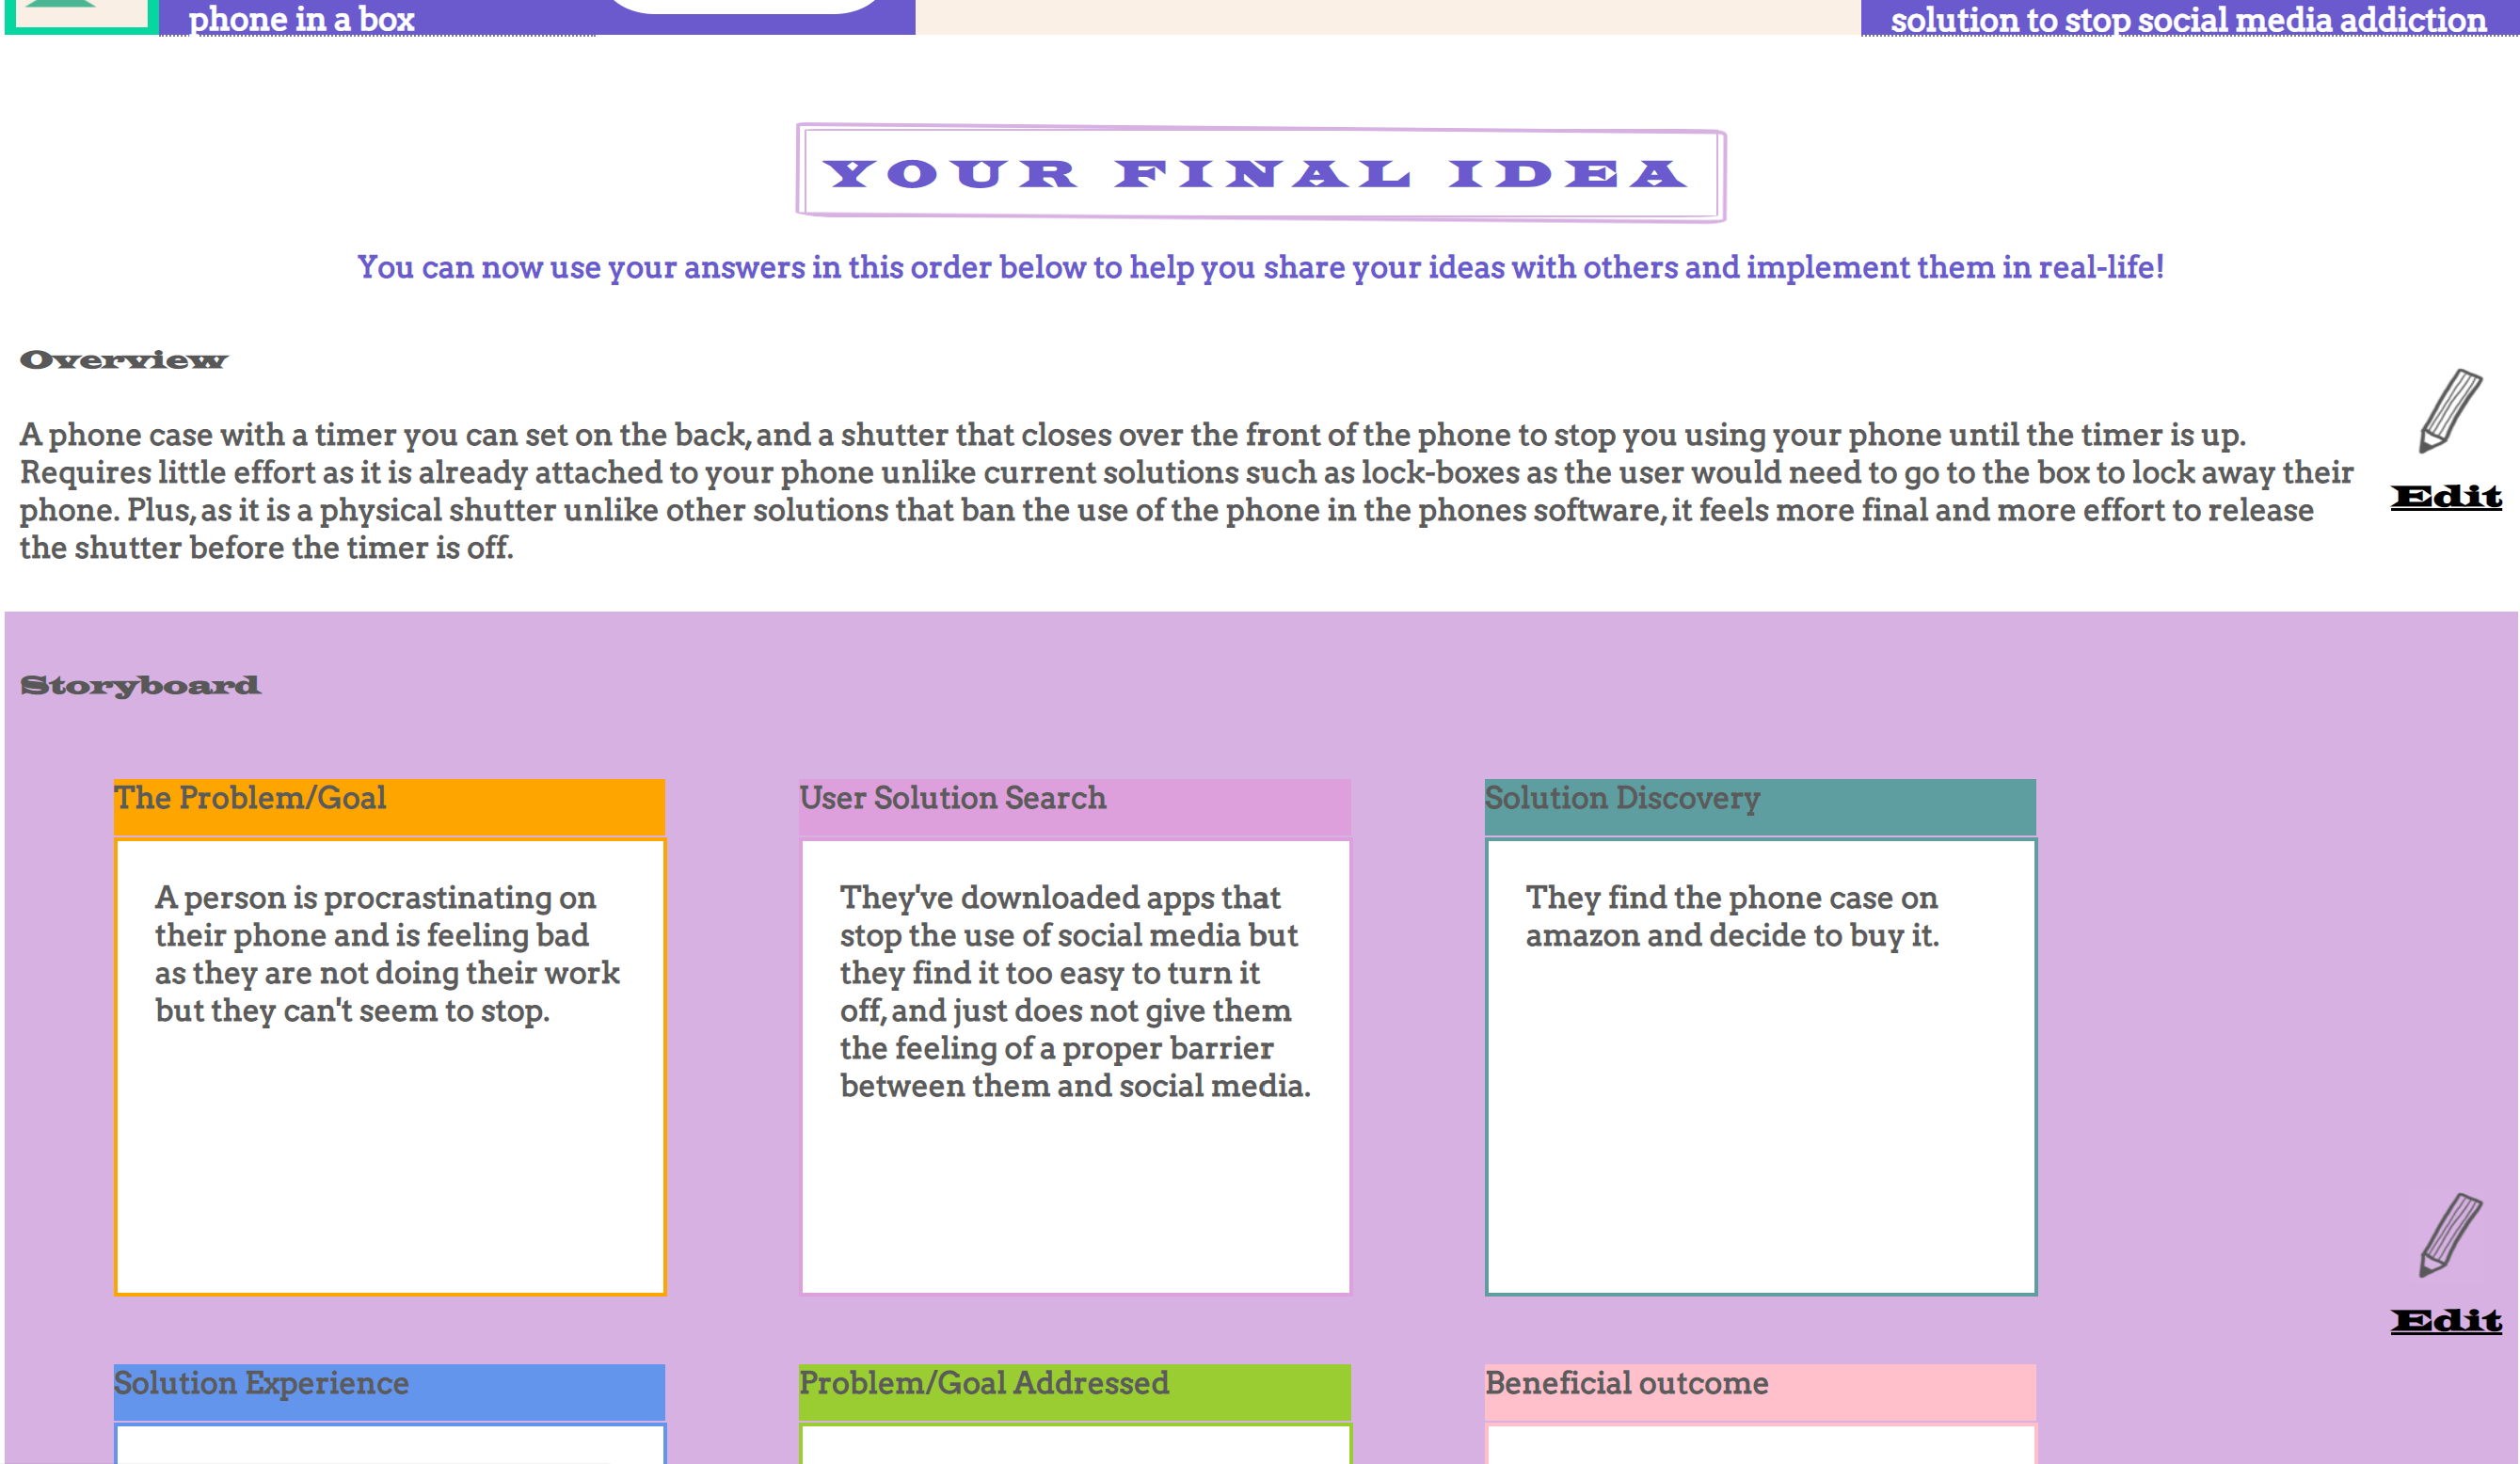 phone in a box
solution to stop social media addiction
YOUR FINAL IDEA
You can now use your answers in this order below to help you share your ideas with others and implement them in real-life!
Overview
A phone case with a timer you can set on the back, and a shutter that closes over the front of the phone to stop you using your phone until the timer is up.
Requires little effort as it is already attached to your phone unlike current solutions such as lock-boxes as the user would need to go to the box to lock away their
phone. Plus, as it is a physical shutter unlike other solutions that ban the use of the phone in the phones software, it feels more final and more effort to release
the shutter before the timer is off.
Edit
Storyboard
The Problem/Goal
A person is procrastinating on
their phone and is feeling bad
as they are not doing their work
but they can't seem to stop.
User Solution Search
They've downloaded apps that
stop the use of social media but
they find it too easy to turn it
off, and just does not give them
the feeling of a proper barrier
between them and social media.
Solution Discovery
They find the phone case on
amazon and decide to buy it.
Edit
Solution Experience
Problem/Goal Addressed
Beneficial outcome